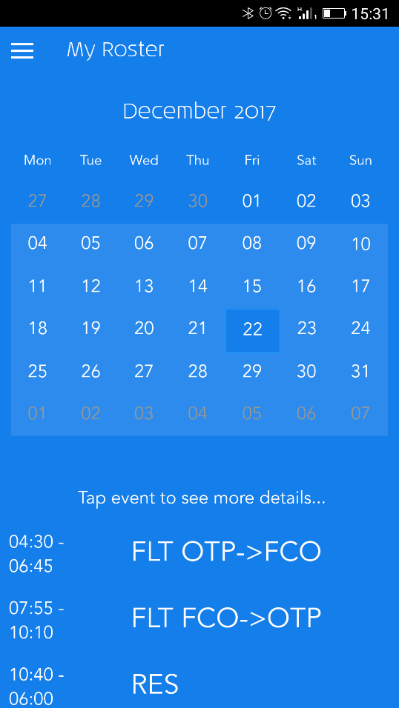 15:31
My Roster
December 2017
Mon Tue Wed Thu Fri Sat Sun
27 28 29 30 01 02 03
04 05 06 07 08 09 10
11 12 13 14 15 16 17
18 19 20 21 22 23 24
25 26 27 28 29 30 31
01 02 03 04 05 06 07
Tap event to see more details...
04:30 -
06:45
FLT OTP->FCO
07:55 -
10:10
FLT FCO->OTP
10:40 -
06:00
RES